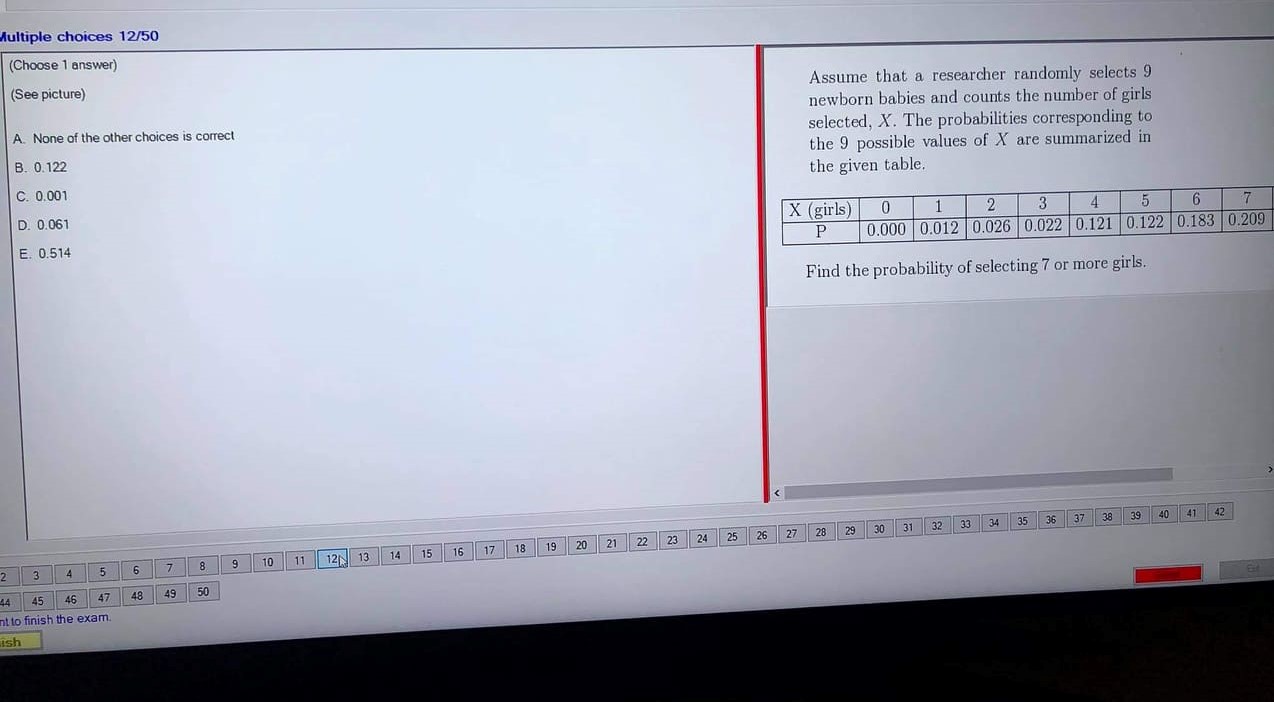 Multiple choices 12/50
(Choose 1 answer)
(See picture)
A. None of the other choices is correct
B. 0.122
C. 0.001
D. 0.061
E. 0.514
Assume that a researcher randomly selects 9
newborn babies and counts the number of girls
selected, X. The probabilities corresponding to
the 9 possible values of X are summarized in
the given table.
X (girls) 0 1 2 3 4 5 6 7
P 0.000 0.012 0.026 0.022 0.121 0.122 0.183 0.209
Find the probability of selecting 7 or more girls.
2 3 4 5 6 7 8 9 10 11 12 13 14 15 16 17 18 19 20 21 22 23 24 25 26 27 28 29 30 31 32 33 34 35 36 37 38 39 40 41 42
44 45 46 47 48 49 50
nt to finish the exam.
ish
Exit